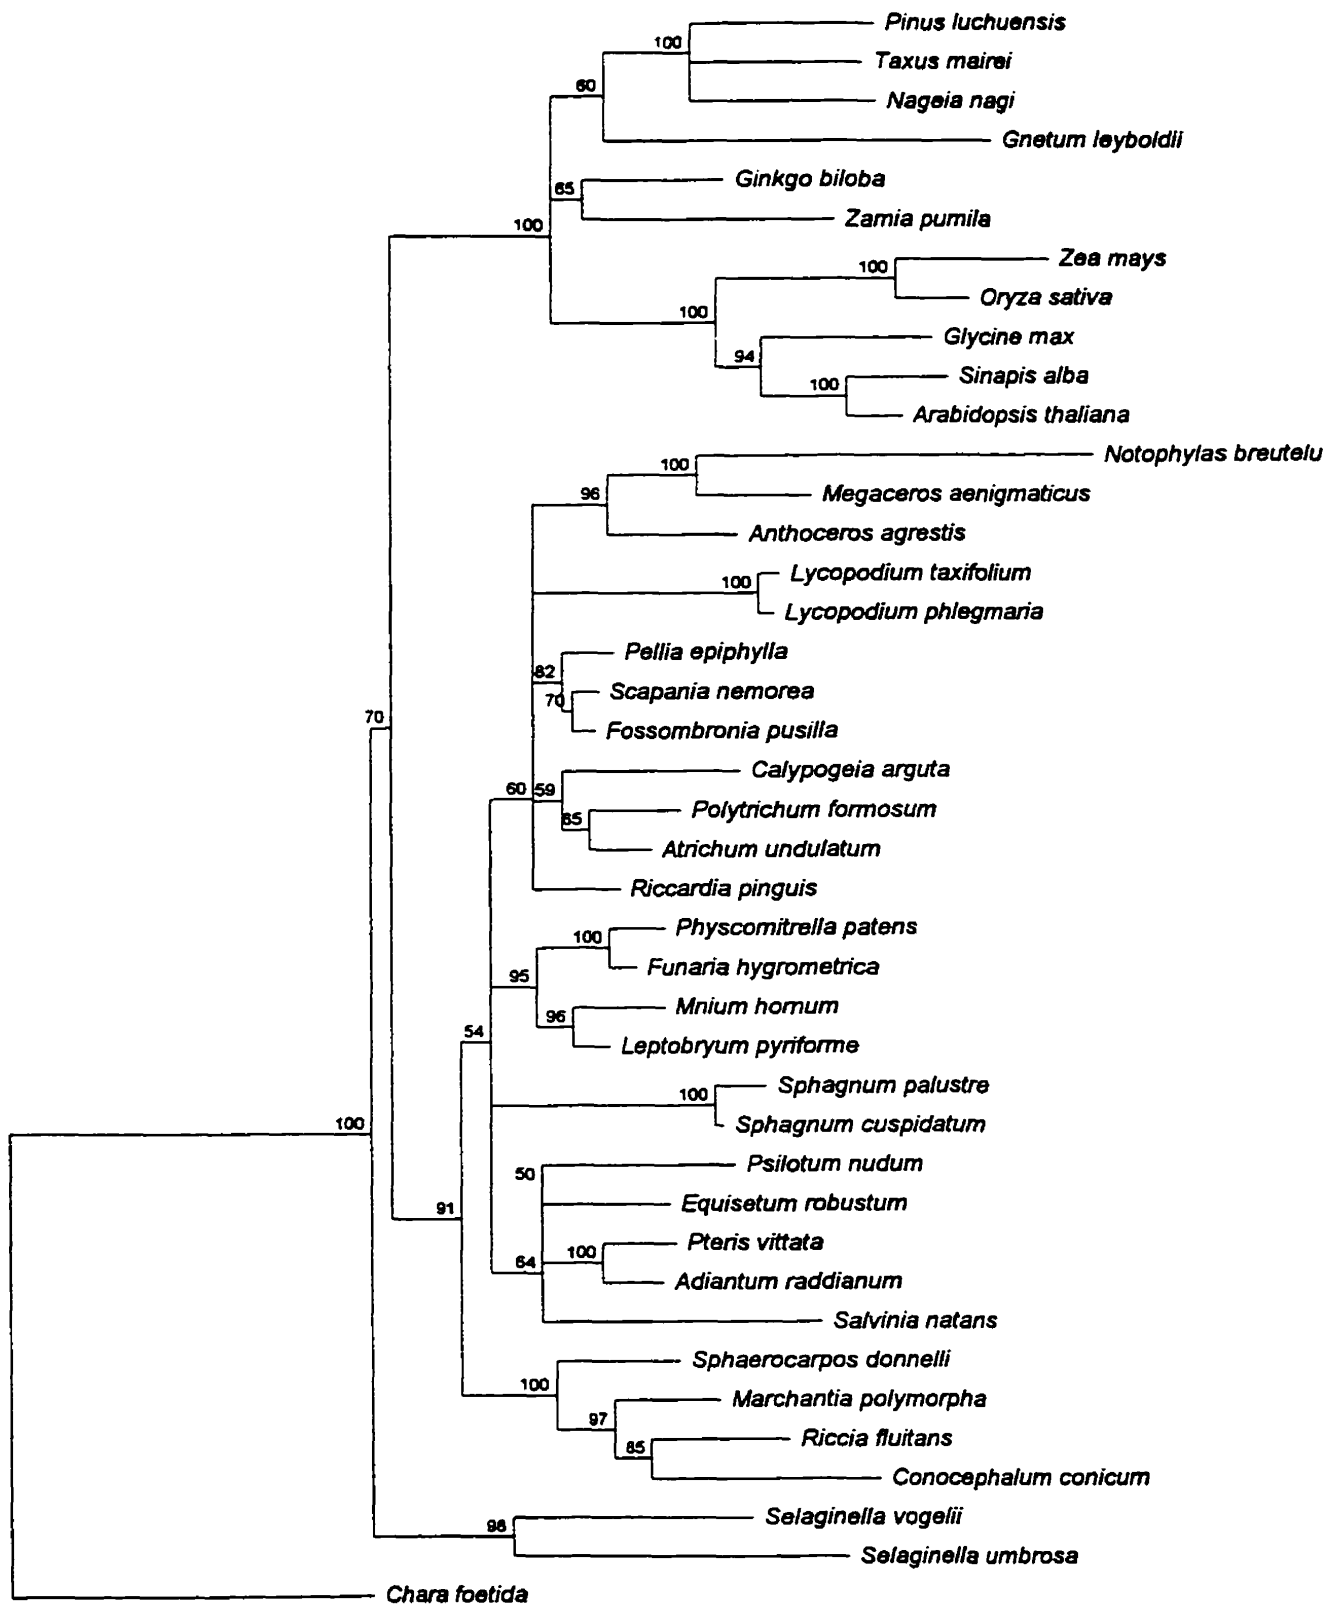 Pinus luchuensis
100
Taxus mairei
60
Nageia nagi
Gnetum leyboldii
Ginkgo biloba
65
Zamia pumila
100
Zea mays
100
Oryza sativa
100
Glycine max
94
Sinapis alba
100
Arabidopsis thaliana
Notophylas breutelu
100
Megaceros aenigmaticus
96
Anthoceros agrestis
Lycopodium taxifolium
100
Lycopodium phlegmaria
Pellia epiphylla
82
Scapania nemorea
70
Fossombronia pusilla
70
Calypogeia arguta
60 59
Polytrichum formosum
65
Atrichum undulatum
Riccardia pinguis
Physcomitrella patens
100
Funaria hygrometrica
95
Mnium hornum
96
54
Leptobryum pyriforme
Sphagnum palustre
100
Sphagnum cuspidatum
100
Psilotum nudum
50
Equisetum robustum
91
Pteris vittata
64 100
Adiantum raddianum
Salvinia natans
Sphaerocarpos donnelli
100
Marchantia polymorpha
97
Riccia fluitans
85
Conocephalum conicum
Selaginella vogelii
98
Selaginella umbrosa
Chara foetida